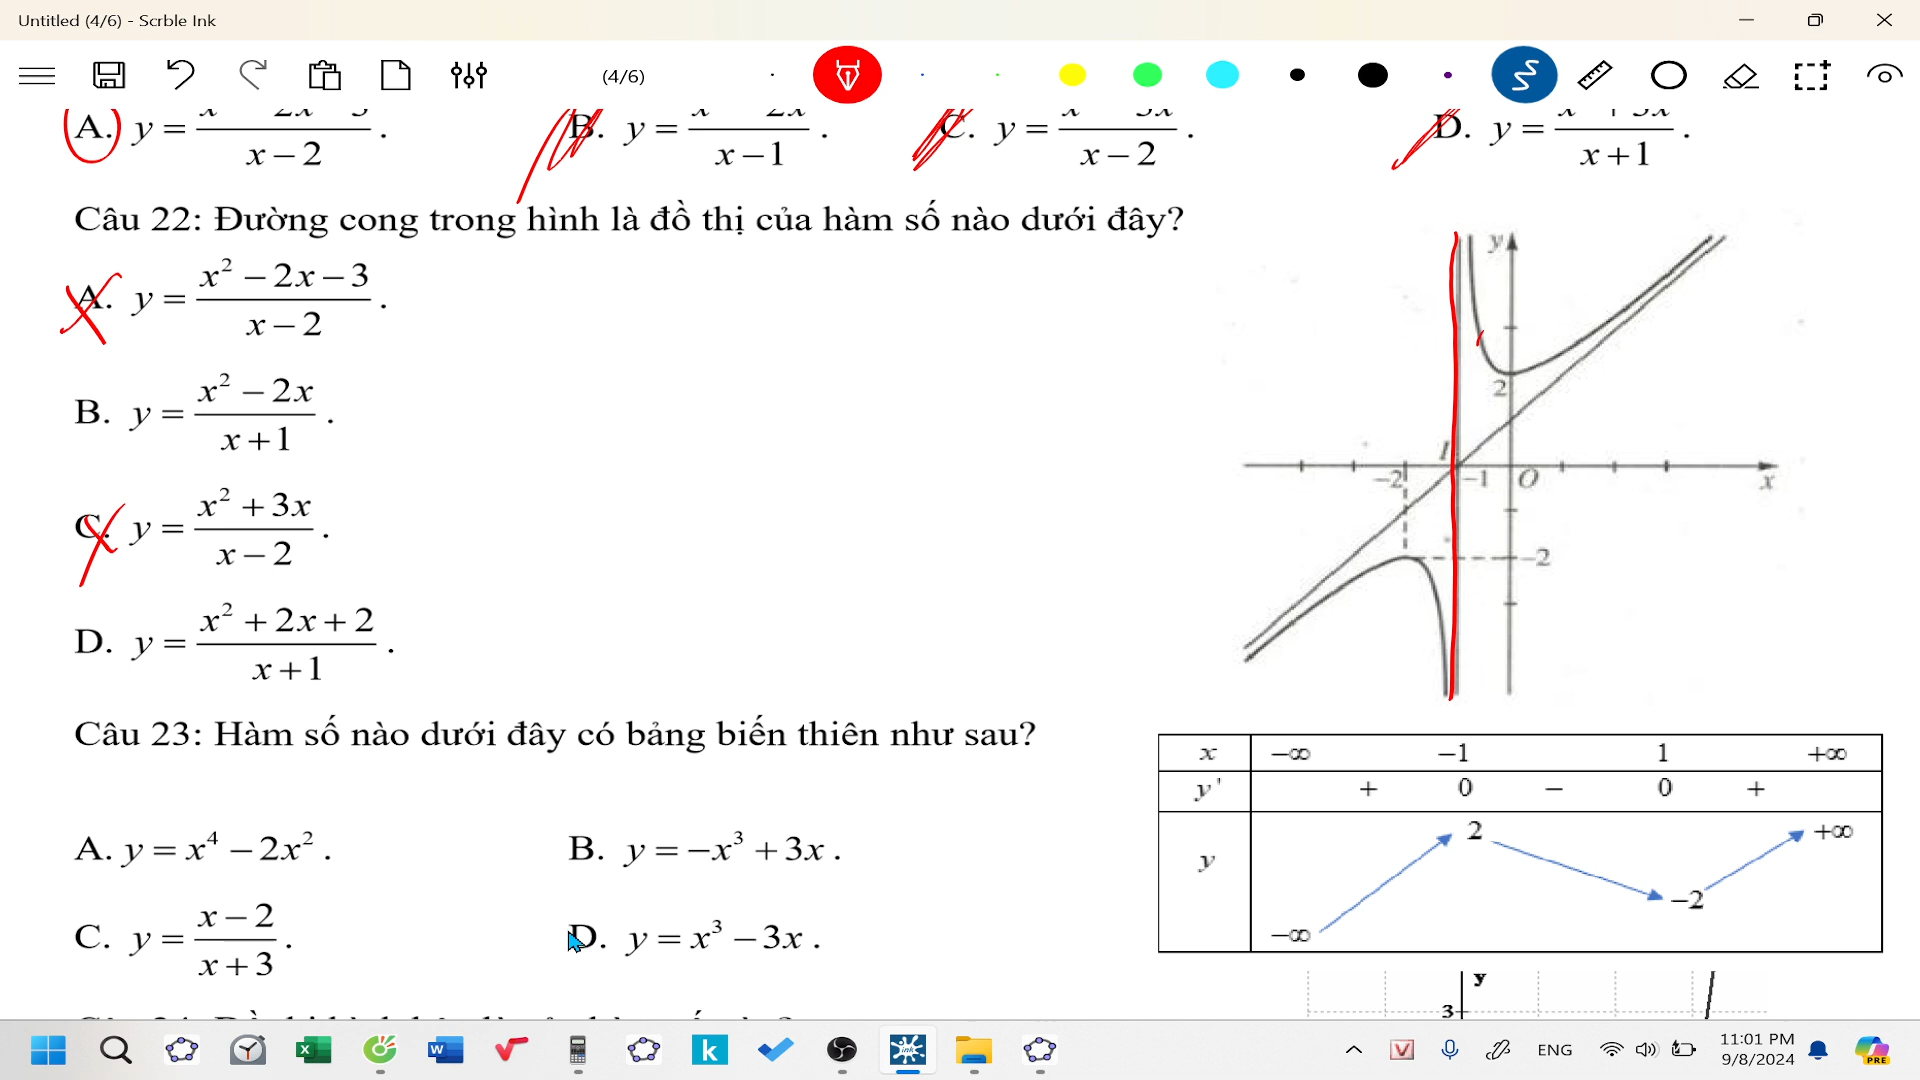 Untitled (4/6) - Scrble Ink
(4/6)
A. y = / x - 2 .
B. y = / x - 1 .
C. y = / x - 2 .
D. y = / x + 1 .
Câu 22: Đường cong trong hình là đồ thị của hàm số nào dưới đây?
A. y = (x² - 2x - 3) / (x - 2) .
B. y = (x² - 2x) / (x + 1) .
C. y = (x² + 3x) / (x - 2) .
D. y = (x² + 2x + 2) / (x + 1) .
y
2
I
-2 -1 O x
-2
Câu 23: Hàm số nào dưới đây có bảng biến thiên như sau?
A. y = x⁴ - 2x² .
B. y = -x³ + 3x .
C. y = (x - 2) / (x + 3) .
D. y = x³ - 3x .
x -∞ -1 1 +∞
y' + 0 - 0 +
y -∞ 2 -2 +∞
y
3
ENG
11:01 PM
9/8/2024
PRE